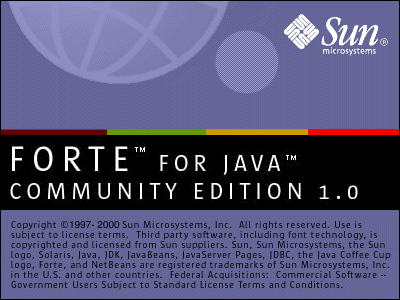 Sun®
microsystems
FORTE™ FOR JAVA™
COMMUNITY EDITION 1.0
Copyright ©1997- 2000 Sun Microsystems, Inc. All rights reserved. Use is
subject to license terms. Third party software, including font technology, is
copyrighted and licensed from Sun suppliers. Sun, Sun Microsystems, the Sun
logo, Solaris, Java, JDK, JavaBeans, JavaServer Pages, JDBC, the Java Coffee Cup
logo, Forte, and NetBeans are registered trademarks of Sun Microsystems, Inc.
in the U.S. and other countries. Federal Acquisitions: Commercial Software --
Government Users Subject to Standard License Terms and Conditions.